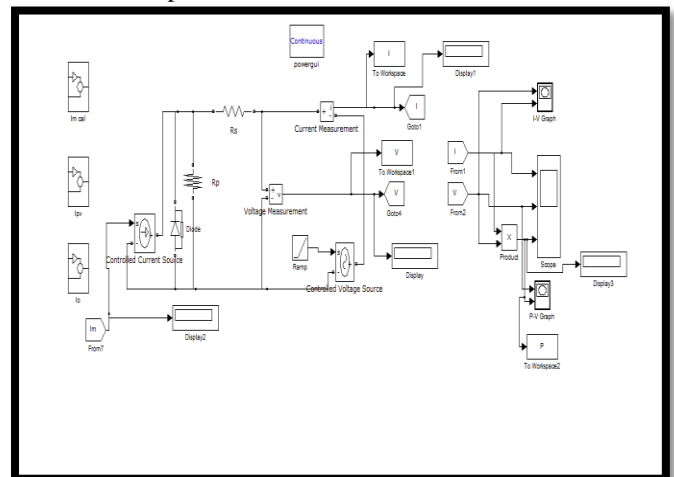 Continuous
powergui
I
To Workspace
Display1
Im cal
Rs
+
-
i
Current Measurement
I
Goto1
I-V Graph
Rp
V
To Workspace1
I
From1
Ipv
+
-
v
Voltage Measurement
V
Goto4
V
From2
Diode
s
-
Controlled Current Source
Ramp
s
-
Controlled Voltage Source
Display
X
Product
Scope
Display3
Io
Im
From7
Display2
P-V Graph
P
To Workspace2